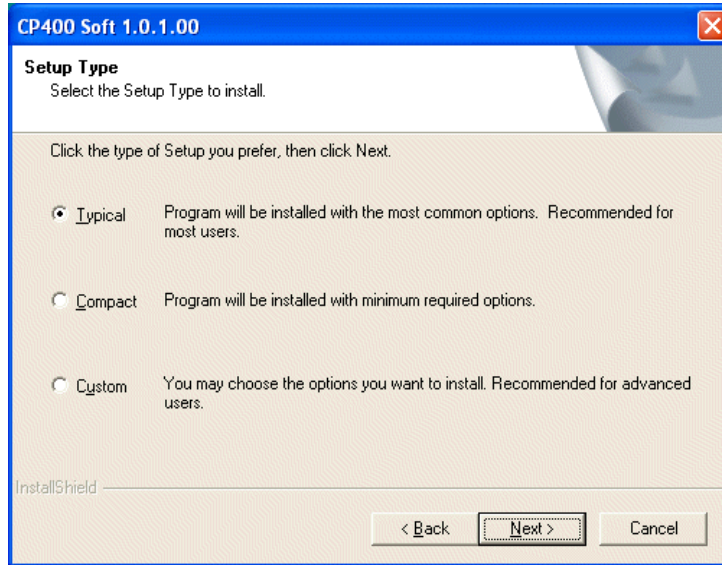 CP400 Soft 1.0.1.00
Setup Type
Select the Setup Type to install.
Click the type of Setup you prefer, then click Next.
Typical
Program will be installed with the most common options. Recommended for
most users.
Compact
Program will be installed with minimum required options.
Custom
You may choose the options you want to install. Recommended for advanced
users.
InstallShield
< Back
Next >
Cancel